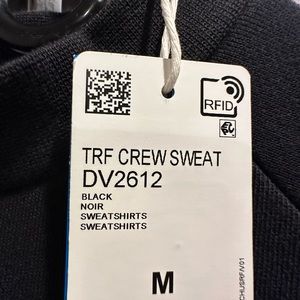 RFID
TRF CREW SWEAT
DV2612
BLACK
NOIR
SWEATSHIRTS
SWEATSHIRTS
M